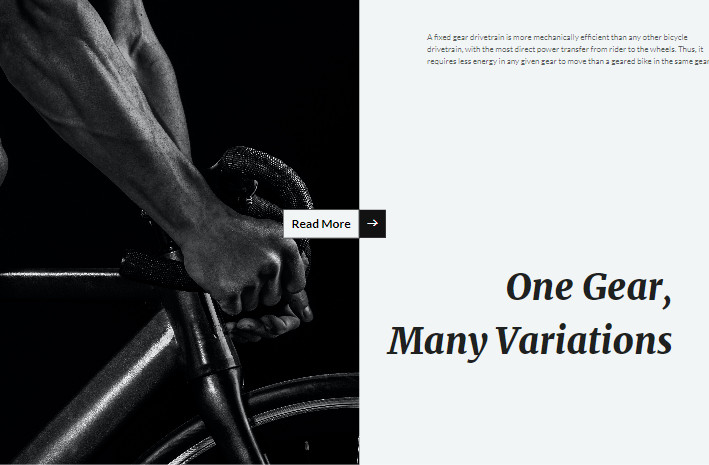 A fixed gear drivetrain is more mechanically efficient than any other bicycle
drivetrain, with the most direct power transfer from rider to the wheels. Thus, it
requires less energy in any given gear to move than a geared bike in the same gear
Read More →
One Gear,
Many Variations